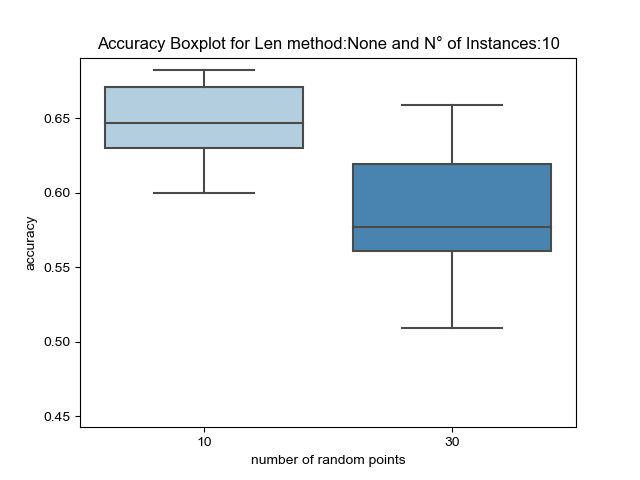 Accuracy Boxplot for Len method:None and N° of Instances:10
0.65
0.60
0.55
0.50
0.45
accuracy
10
30
number of random points